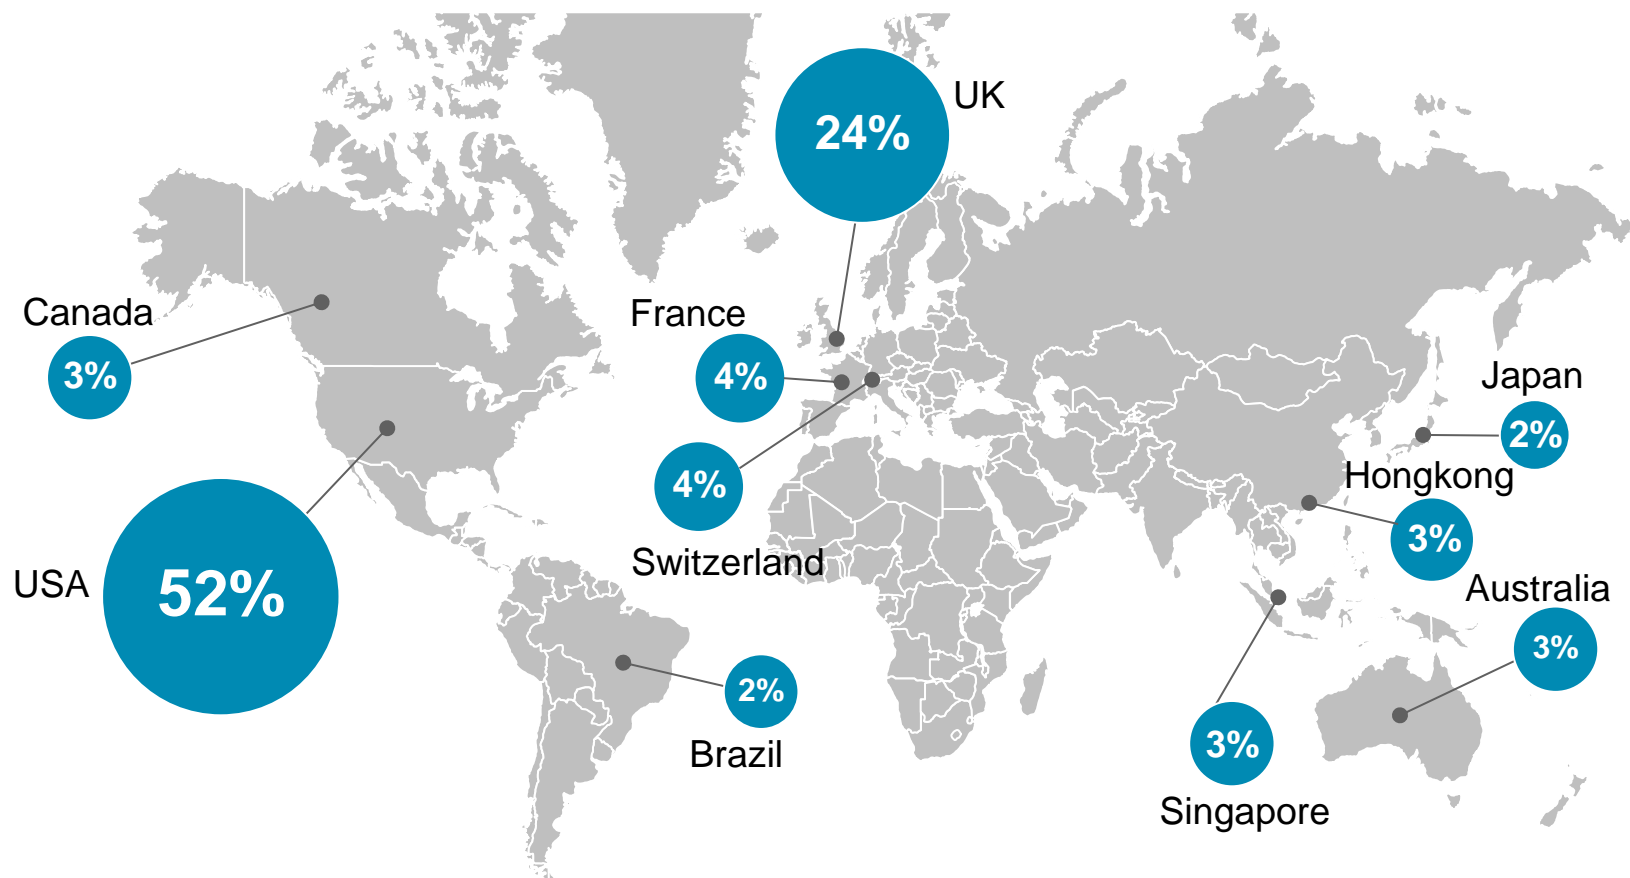 UK
24%
Canada
3%
France
4%
Japan
2%
Hongkong
3%
4%
Switzerland
USA
52%
Australia
3%
2%
Brazil
3%
Singapore